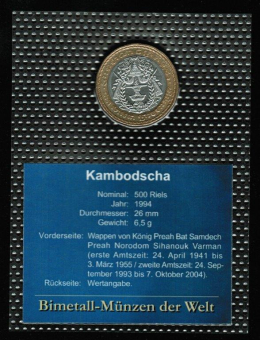 Kambodscha
Nominal: 500 Riels
Jahr: 1994
Durchmesser: 26 mm
Gewicht: 6,5 g
Vorderseite: Wappen von König Preah Bat Samdech
Preah Norodom Sihanouk Varman
(erste Amtszeit: 24. April 1941 bis
3. März 1955 / zweite Amtszeit: 24. Sep-
tember 1993 bis 7. Oktober 2004).
Rückseite: Wertangabe.
Bimetall-Münzen der Welt